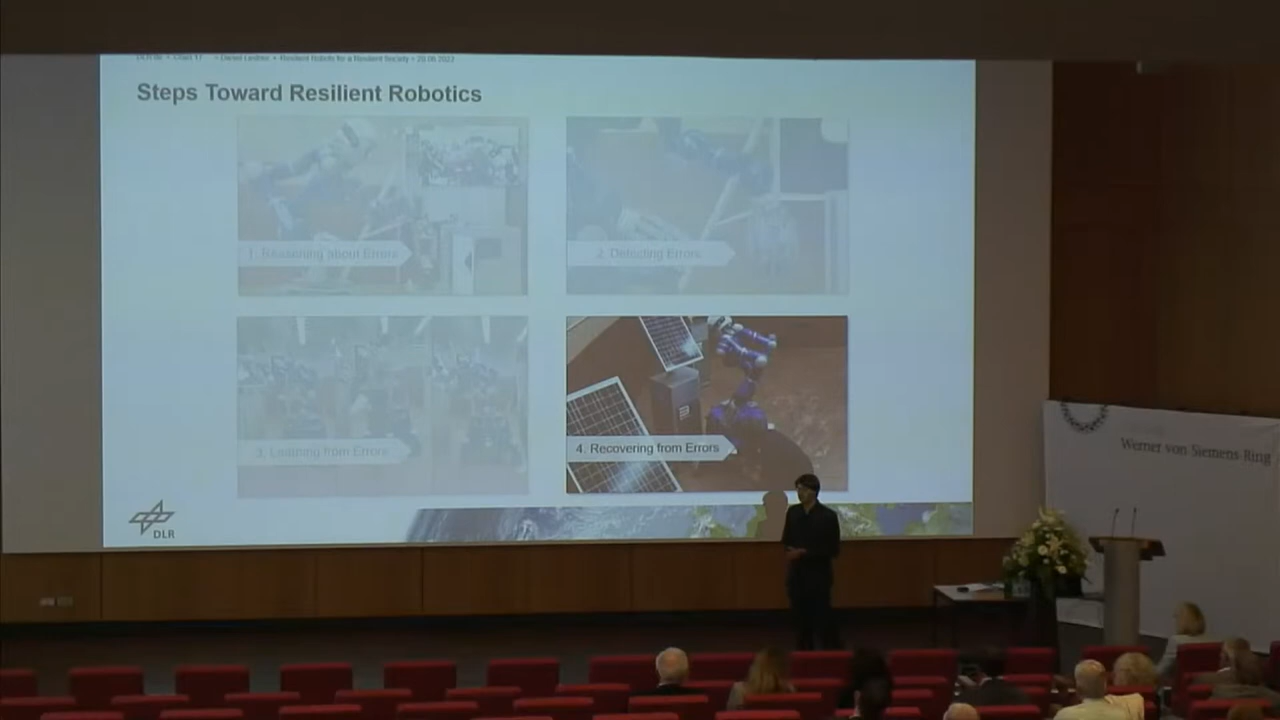 Steps Toward Resilient Robotics
1. Reasoning about Errors
2. Detecting Errors
3. Learning from Errors
4. Recovering from Errors
DLR
Werner-von-Siemens-Ring